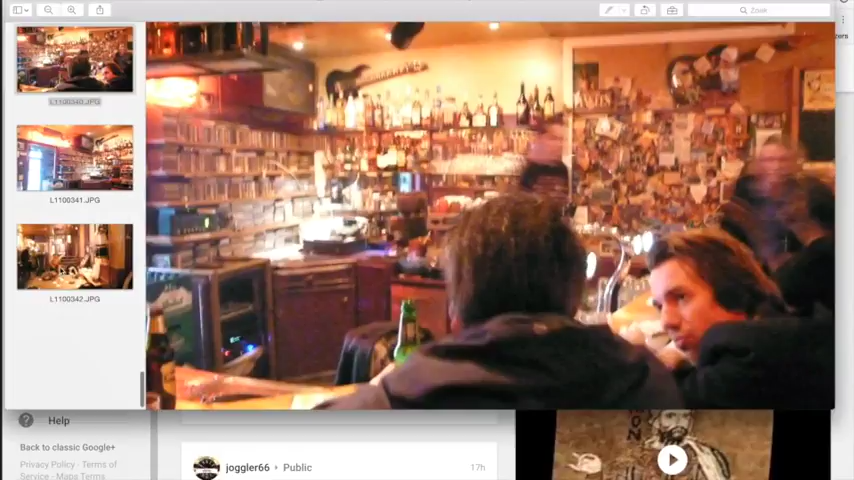 Zoek
L1100340.JPG
L1100341.JPG
L1100342.JPG
Help
Back to classic Google+
Privacy Policy · Terms of
Service · Maps Terms
joggler66 › Public
17h
MON